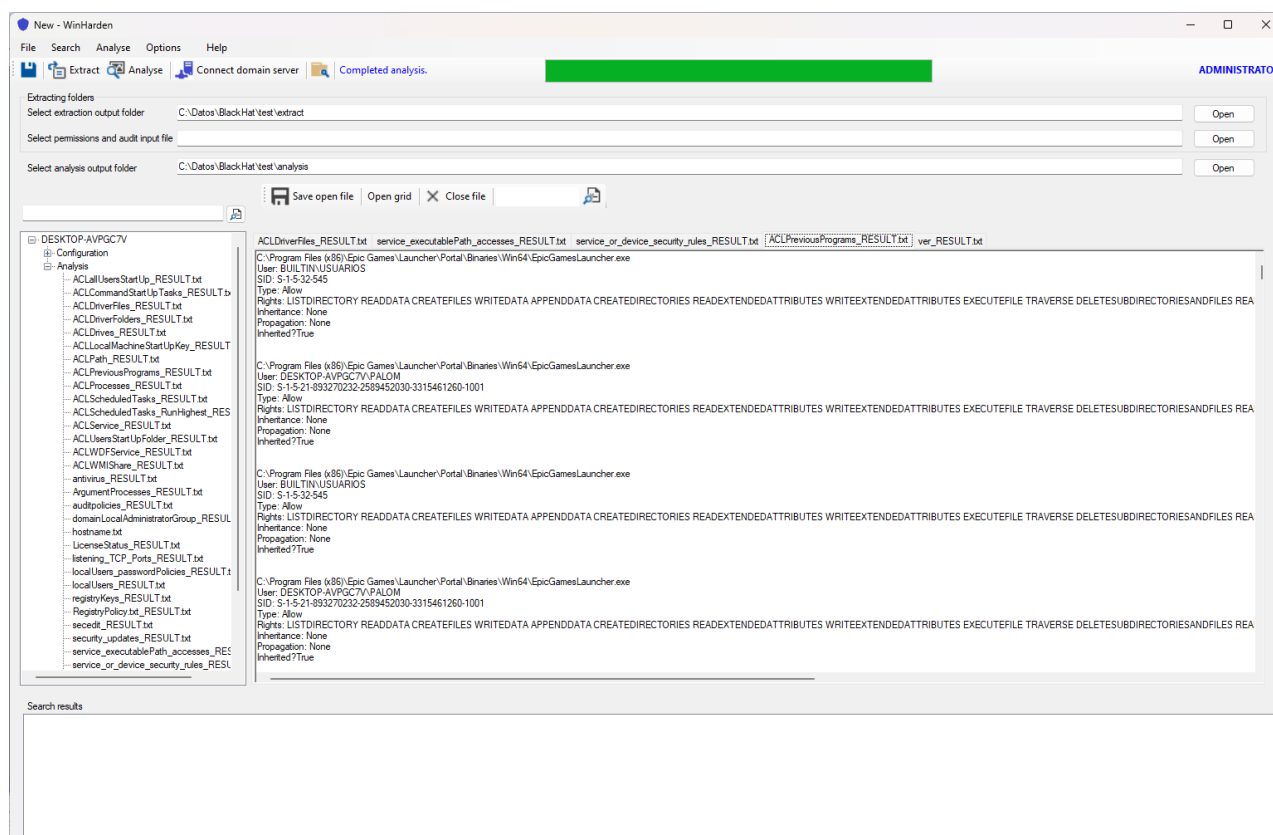 New - WinHarden
File Search Analyse Options Help
Extract Analyse Connect domain server Completed analysis. ADMINISTRATO
Extracting folders
Select extraction output folder C:\Datos\BlackHat\test\extract Open
Select permissions and audit input file Open
Select analysis output folder C:\Datos\BlackHat\test\analysis Open
Save open file Open grid Close file
DESKTOP-AVPGC7V
Configuration
Analysis
ACLallUsersStartUp_RESULT.txt
ACLCommandStartUpTasks_RESULT.tx
ACLDriverFiles_RESULT.txt
ACLDriverFolders_RESULT.txt
ACLDrives_RESULT.txt
ACLLocalMachineStartUpKey_RESULT
ACLPath_RESULT.txt
ACLPreviousPrograms_RESULT.txt
ACLProcesses_RESULT.txt
ACLScheduledTasks_RESULT.txt
ACLScheduledTasks_RunHighest_RES
ACLService_RESULT.txt
ACLUsersStartUpFolder_RESULT.txt
ACLWDFService_RESULT.txt
ACLWMIShare_RESULT.txt
antivirus_RESULT.txt
ArgumentProcesses_RESULT.txt
auditpolicies_RESULT.txt
domainLocalAdministratorGroup_RESUL
hostname.txt
LicenseStatus_RESULT.txt
listening_TCP_Ports_RESULT.txt
localUsers_passwordPolicies_RESULT.t
localUsers_RESULT.txt
registryKeys_RESULT.txt
RegistryPolicy.txt_RESULT.txt
secedit_RESULT.txt
security_updates_RESULT.txt
service_executablePath_accesses_RES
service_or_device_security_rules_RESU
ACLDriverFiles_RESULT.txt service_executablePath_accesses_RESULT.txt service_or_device_security_rules_RESULT.txt ACLPreviousPrograms_RESULT.txt ver_RESULT.txt
C:\Program Files (x86)\Epic Games\Launcher\Portal\Binaries\Win64\EpicGamesLauncher.exe
User: BUILTIN\USUARIOS
SID: S-1-5-32-545
Type: Allow
Rights: LISTDIRECTORY READDATA CREATEFILES WRITEDATA APPENDDATA CREATEDIRECTORIES READEXTENDEDATTRIBUTES WRITEEXTENDEDATTRIBUTES EXECUTEFILE TRAVERSE DELETESUBDIRECTORIESANDFILES REA
Inheritance: None
Propagation: None
Inherited?True
C:\Program Files (x86)\Epic Games\Launcher\Portal\Binaries\Win64\EpicGamesLauncher.exe
User: DESKTOP-AVPGC7V\PALOM
SID: S-1-5-21-893270232-2589452030-3315461260-1001
Type: Allow
Rights: LISTDIRECTORY READDATA CREATEFILES WRITEDATA APPENDDATA CREATEDIRECTORIES READEXTENDEDATTRIBUTES WRITEEXTENDEDATTRIBUTES EXECUTEFILE TRAVERSE DELETESUBDIRECTORIESANDFILES REA
Inheritance: None
Propagation: None
Inherited?True
C:\Program Files (x86)\Epic Games\Launcher\Portal\Binaries\Win64\EpicGamesLauncher.exe
User: BUILTIN\USUARIOS
SID: S-1-5-32-545
Type: Allow
Rights: LISTDIRECTORY READDATA CREATEFILES WRITEDATA APPENDDATA CREATEDIRECTORIES READEXTENDEDATTRIBUTES WRITEEXTENDEDATTRIBUTES EXECUTEFILE TRAVERSE DELETESUBDIRECTORIESANDFILES REA
Inheritance: None
Propagation: None
Inherited?True
C:\Program Files (x86)\Epic Games\Launcher\Portal\Binaries\Win64\EpicGamesLauncher.exe
User: DESKTOP-AVPGC7V\PALOM
SID: S-1-5-21-893270232-2589452030-3315461260-1001
Type: Allow
Rights: LISTDIRECTORY READDATA CREATEFILES WRITEDATA APPENDDATA CREATEDIRECTORIES READEXTENDEDATTRIBUTES WRITEEXTENDEDATTRIBUTES EXECUTEFILE TRAVERSE DELETESUBDIRECTORIESANDFILES REA
Inheritance: None
Propagation: None
Inherited?True
Search results